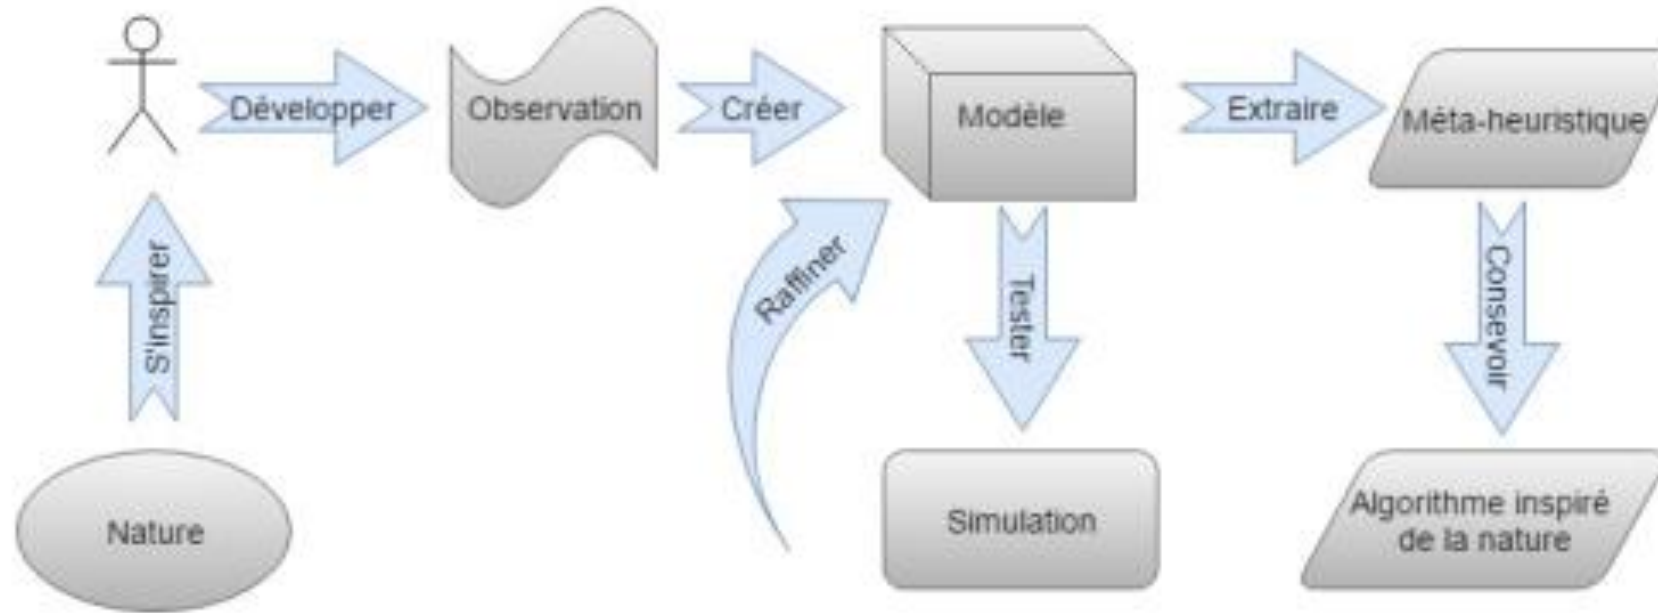 Développer
Observation
Créer
Modèle
Extraire
Méta-heuristique
S'inspirer
Raffiner
Tester
Consevoir
Nature
Simulation
Algorithme inspiré
de la nature